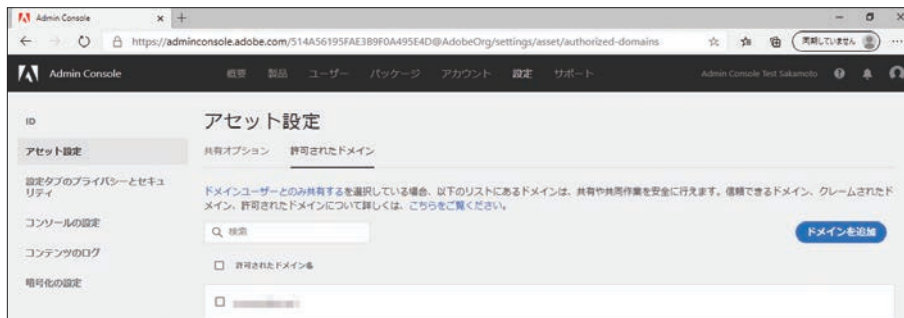 Admin Console
https://adminconsole.adobe.com/514A56195FAE3B9F0A495E4D@AdobeOrg/settings/asset/authorized-domains
同期していません
Admin Console
概要 製品 ユーザー パッケージ アカウント 設定 サポート
Admin Console Test Sakamoto
ID
アセット設定
設定タブのプライバシーとセキュ
リティ
コンソールの設定
コンテンツのログ
暗号化の設定
アセット設定
共有オプション 許可されたドメイン
ドメインユーザーとのみ共有するを選択している場合、以下のリストにあるドメインは、共有や共同作業を安全に行えます。信頼できるドメイン、クレームされたド
メイン、許可されたドメインについて詳しくは、こちらをご覧ください。
検索
ドメインを追加
許可されたドメイン名